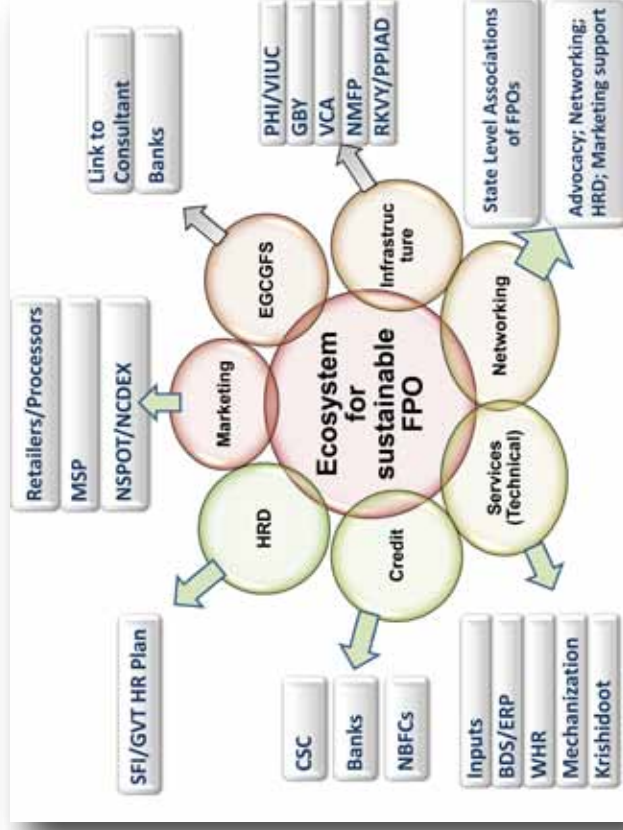 Retailers/Processors
MSP
NSPOT/NCDEX
Link to
Consultant
Banks
SFI/GVT HR Plan
Marketing
EGCGFS
PHI/VIUC
GBY
VCA
NMFP
RKVY/PPIAD
HRD
Ecosystem
for
sustainable
FPO
Infrastruc
ture
CSC
Banks
NBFCs
Credit
Services
(Technical)
Networking
State Level Associations
of FPOs
Advocacy; Networking;
HRD; Marketing support
Inputs
BDS/ERP
WHR
Mechanization
Krishidoot